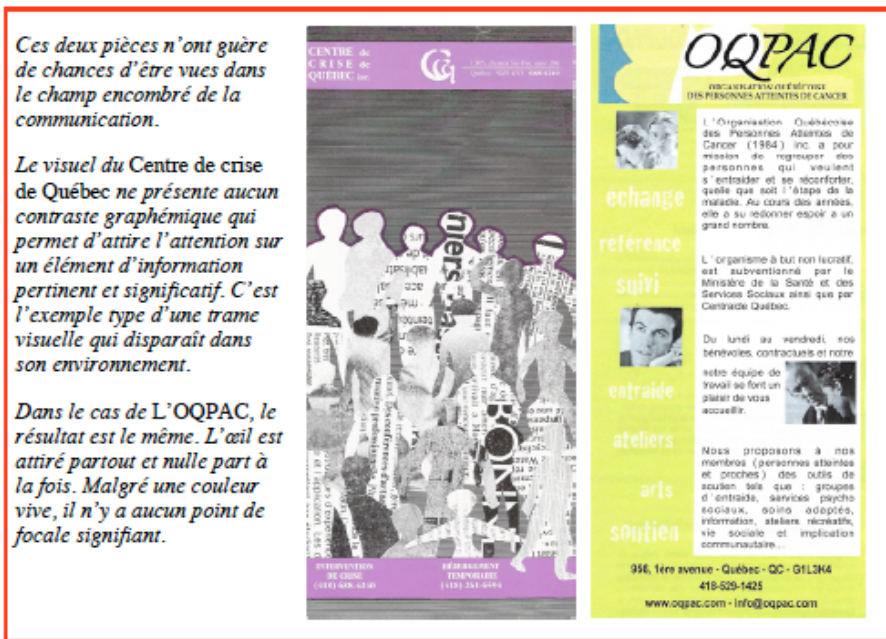 Ces deux pièces n'ont guère
de chances d'être vues dans
le champ encombré de la
communication.
Le visuel du Centre de crise
de Québec ne présente aucun
contraste graphémique qui
permet d'attire l'attention sur
un élément d'information
pertinent et significatif. C'est
l'exemple type d'une trame
visuelle qui disparaît dans
son environnement.
Dans le cas de L'OQPAC, le
résultat est le même. L'œil est
attiré partout et nulle part à
la fois. Malgré une couleur
vive, il n'y a aucun point de
focale signifiant.
CENTRE de
CRISE de
QUÉBEC inc.
niers
BON
INTERVENTION
DE CRISE
(418) 688-4240
HÉBERGEMENT
TEMPORAIRE
OQPAC
ORGANISATION QUÉBÉCOISE
DES PERSONNES ATTEINTES DE CANCER
échange
référence
suivi
entraide
ateliers
arts
soutien
L'Organisation Québécoise
des Personnes Atteintes de
Cancer (1984) inc. a pour
mission de regrouper des
personnes qui veulent
s'entraider et se réconforter,
quelle que soit l'étape de la
maladie. Au cours des années,
elle a su redonner espoir a un
grand nombre.
L'organisme à but non lucratif,
est subventionné par le
Ministère de la Santé et des
Services Sociaux ainsi que par
Centraide Québec.
Du lundi au vendredi, nos
bénévoles, contractuels et notre
notre équipe de
travail se font un
plaisir de vous
accueillir.
Nous proposons à nos
membres (personnes atteintes
et proches) des outils de
soutien tels que : groupes
d'entraide, services psycho
sociaux, soins adaptés,
information, ateliers récréatifs,
vie sociale et implication
communautaire...
956, 1ère avenue - Québec - QC - G1L3K4
418-529-1425
www.oqpac.com - info@oqpac.com